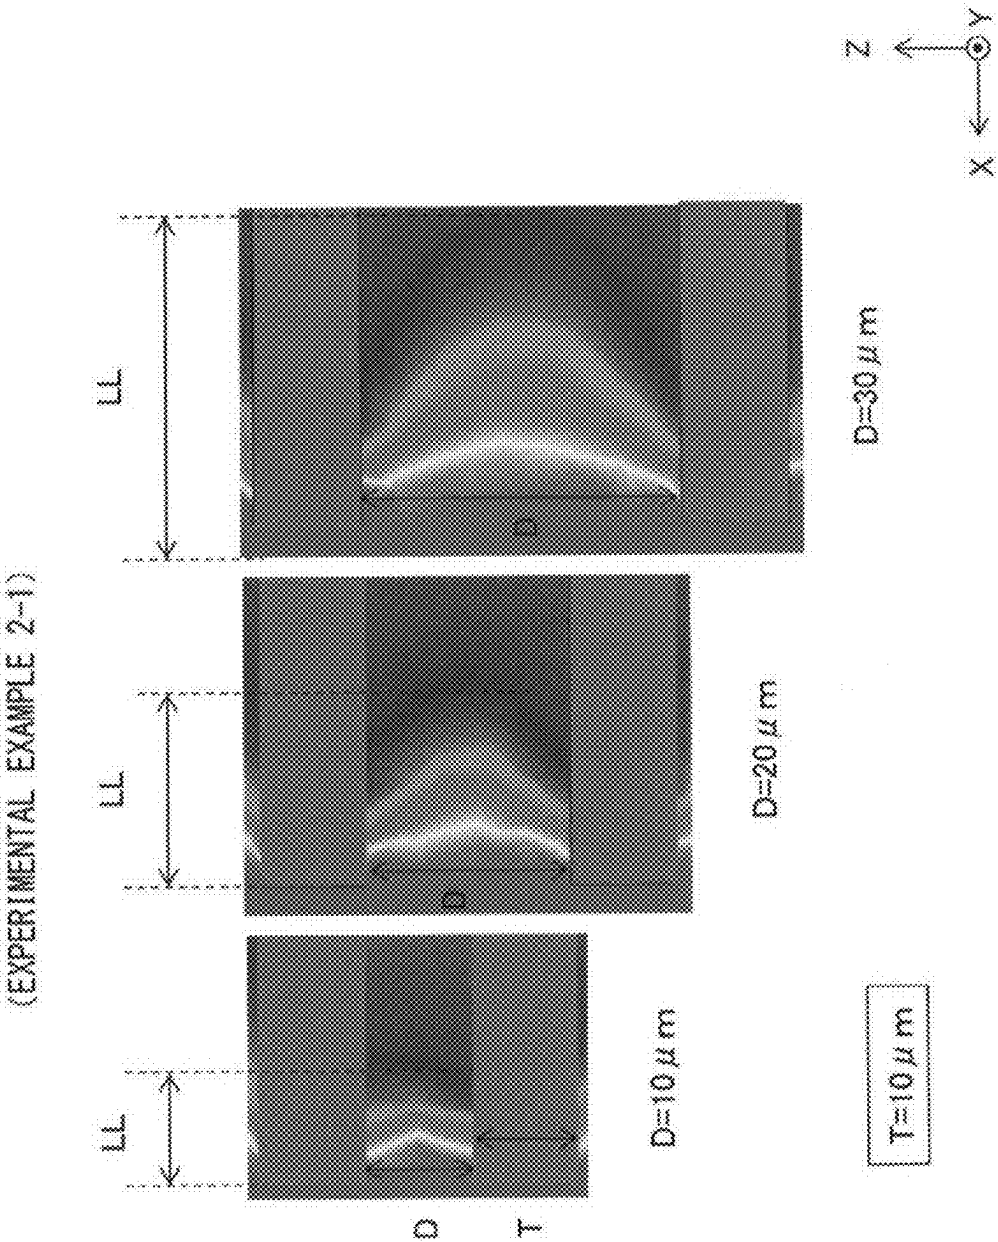 (EXPERIMENTAL EXAMPLE 2-1)
LL
LL
LL
D
T
D
D
D=10μm
D=20μm
D=30μm
T=10μm
Z
X
Y